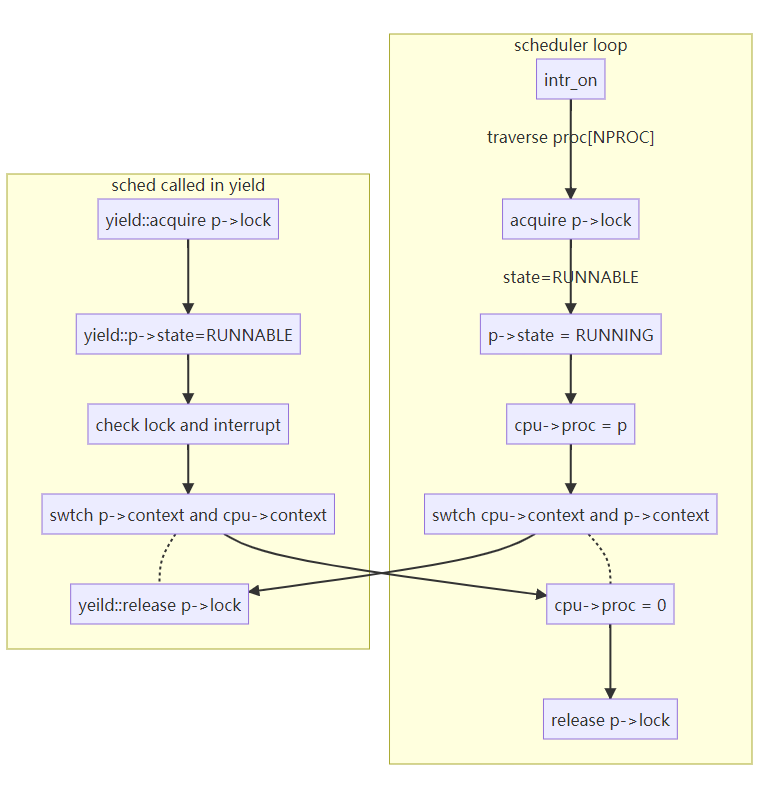 sched called in yield
yield::acquire p->lock
yield::p->state=RUNNABLE
check lock and interrupt
swtch p->context and cpu->context
yeild::release p->lock
scheduler loop
intr_on
traverse proc[NPROC]
acquire p->lock
state=RUNNABLE
p->state = RUNNING
cpu->proc = p
swtch cpu->context and p->context
cpu->proc = 0
release p->lock